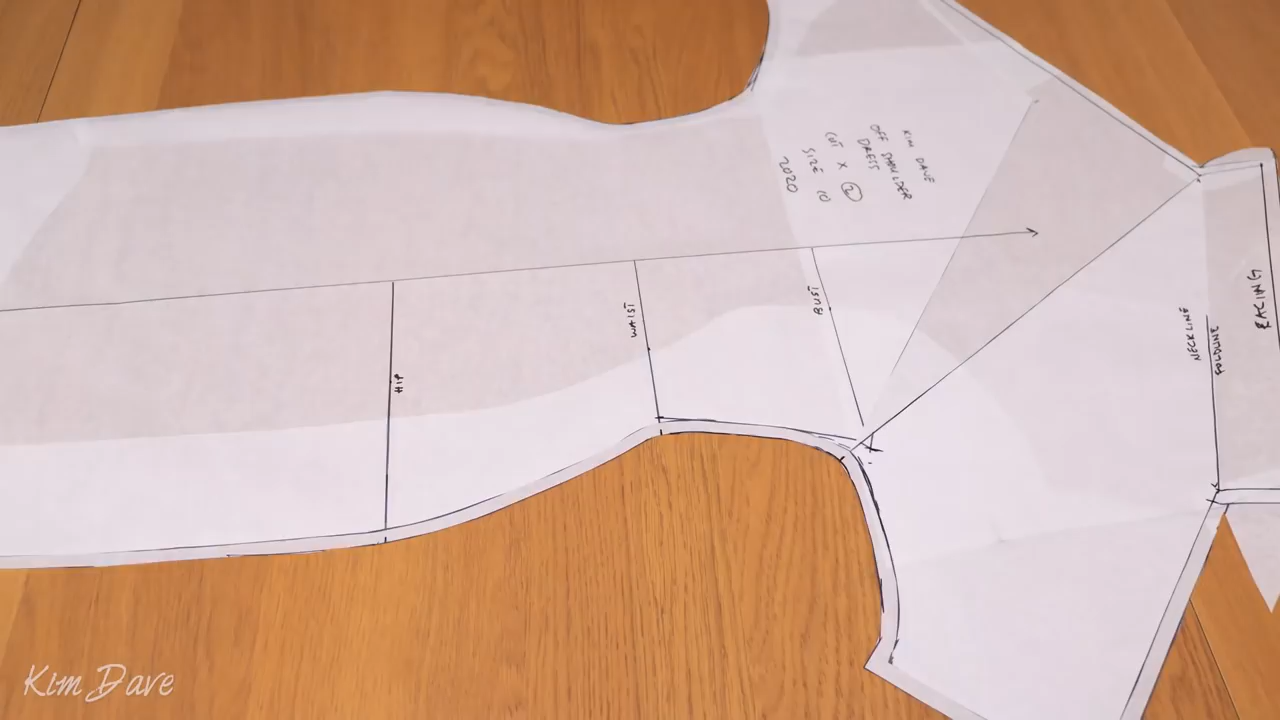 KIM DAVE
OFF SHOULDER
DRESS
CUT X 2
SIZE 10
2020
HIP
WAIST
BUST
NECKLINE
FOLDLINE
FACING
Kim Dave